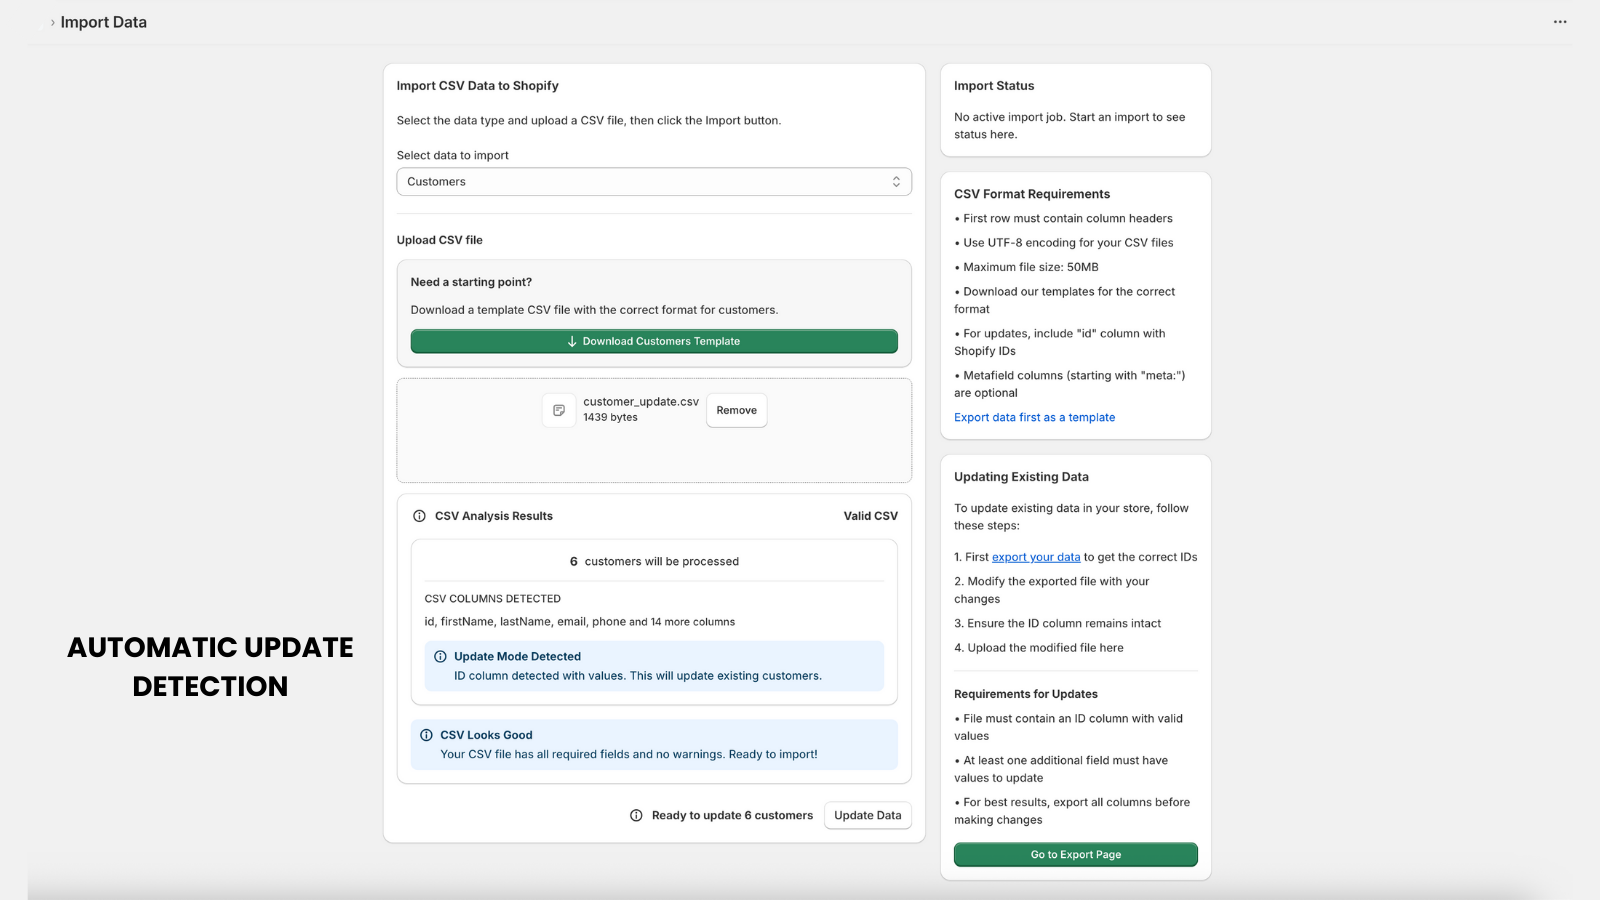 › Import Data
Import CSV Data to Shopify
Select the data type and upload a CSV file, then click the Import button.
Select data to import
Customers
Upload CSV file
Need a starting point?
Download a template CSV file with the correct format for customers.
↓ Download Customers Template
customer_update.csv
1439 bytes
Remove
CSV Analysis Results
Valid CSV
6 customers will be processed
CSV COLUMNS DETECTED
id, firstName, lastName, email, phone and 14 more columns
Update Mode Detected
ID column detected with values. This will update existing customers.
CSV Looks Good
Your CSV file has all required fields and no warnings. Ready to import!
Ready to update 6 customers
Update Data
Import Status
No active import job. Start an import to see
status here.
CSV Format Requirements
• First row must contain column headers
• Use UTF-8 encoding for your CSV files
• Maximum file size: 50MB
• Download our templates for the correct
format
• For updates, include "id" column with
Shopify IDs
• Metafield columns (starting with "meta:")
are optional
Export data first as a template
Updating Existing Data
To update existing data in your store, follow
these steps:
1. First export your data to get the correct IDs
2. Modify the exported file with your
changes
3. Ensure the ID column remains intact
4. Upload the modified file here
Requirements for Updates
• File must contain an ID column with valid
values
• At least one additional field must have
values to update
• For best results, export all columns before
making changes
Go to Export Page
AUTOMATIC UPDATE
DETECTION